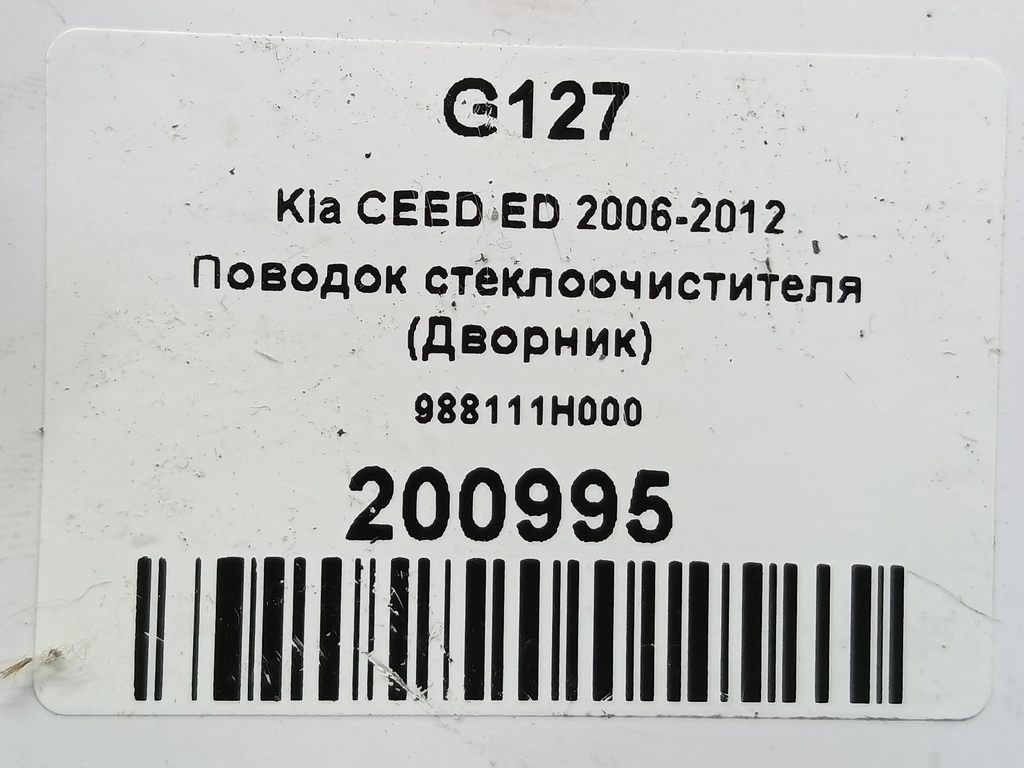 G127
Kia CEED ED 2006-2012
Поводок стеклоочистителя
(Дворник)
988111H000
200995